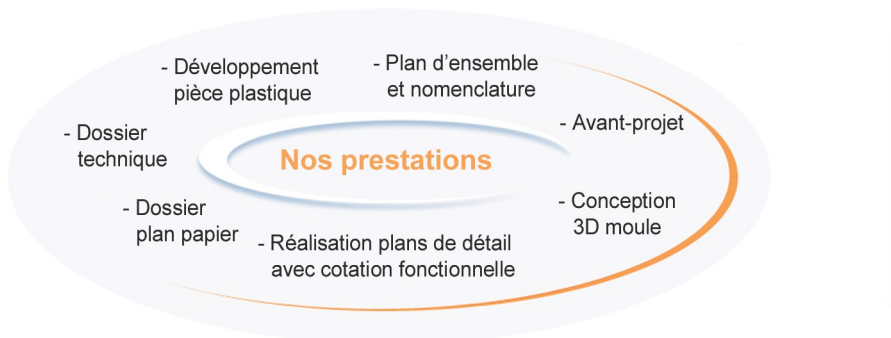 - Développement
pièce plastique
- Plan d’ensemble
et nomenclature
- Avant-projet
- Dossier
technique
Nos prestations
- Conception
3D moule
- Dossier
plan papier
- Réalisation plans de détail
avec cotation fonctionnelle